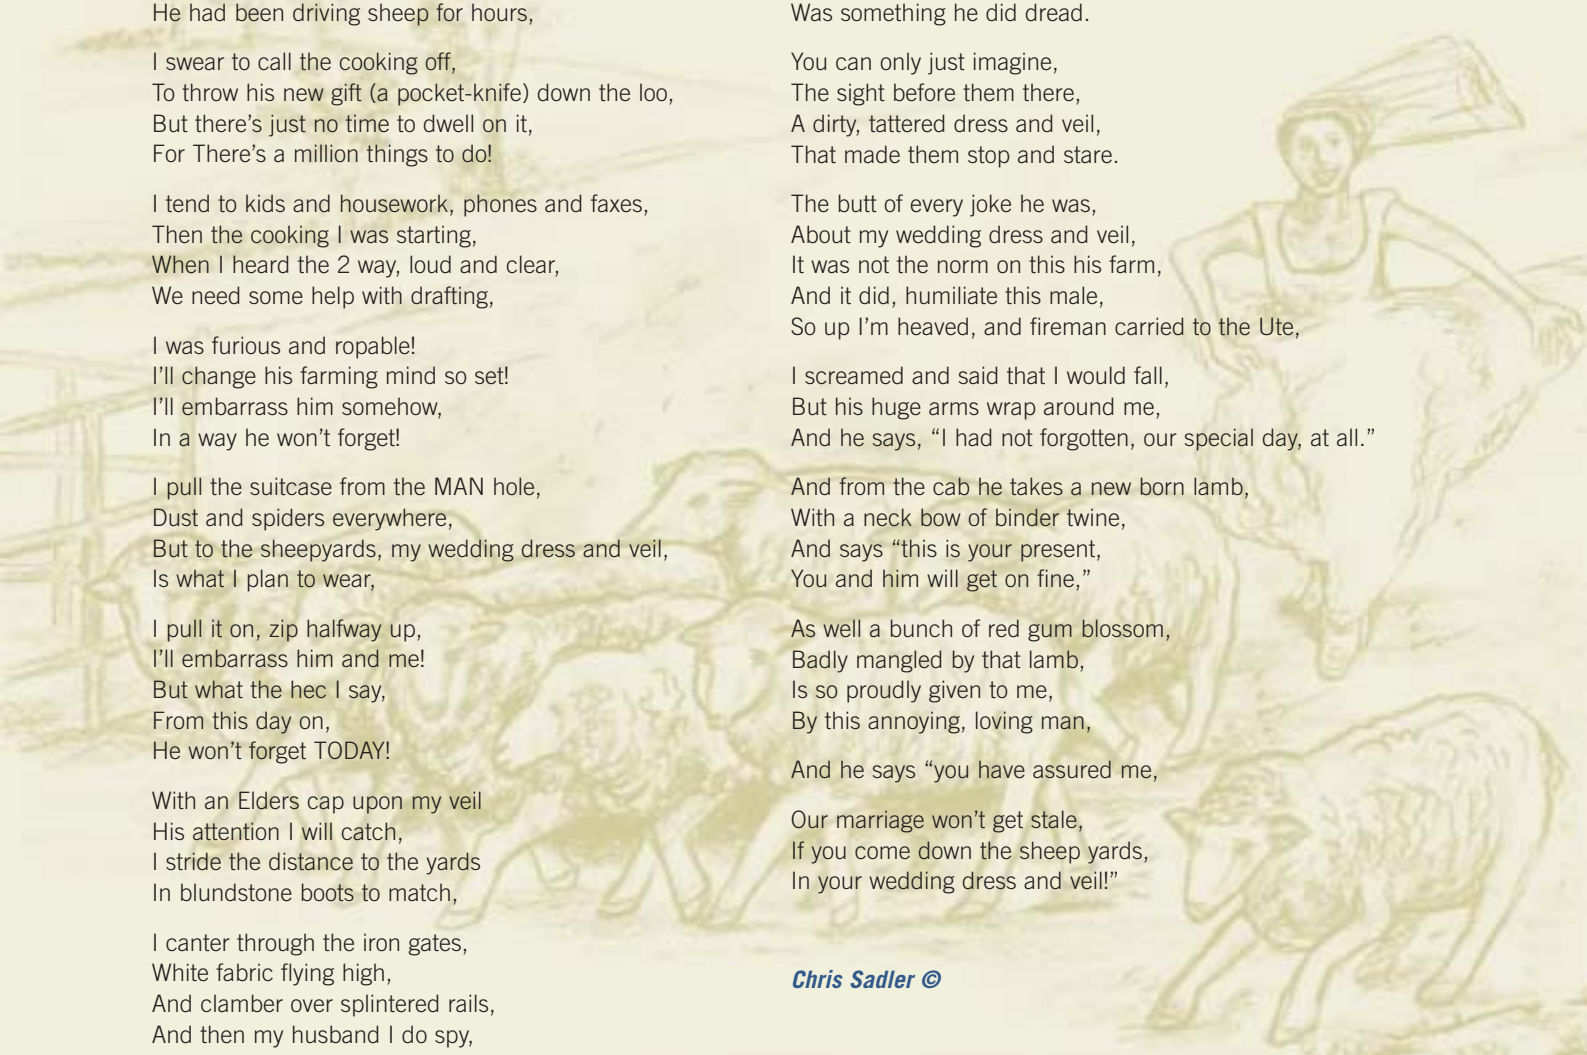 He had been driving sheep for hours,
I swear to call the cooking off,
To throw his new gift (a pocket-knife) down the loo,
But there's just no time to dwell on it,
For There's a million things to do!
I tend to kids and housework, phones and faxes,
Then the cooking I was starting,
When I heard the 2 way, loud and clear,
We need some help with drafting,
I was furious and ropable!
I'll change his farming mind so set!
I'll embarrass him somehow,
In a way he won't forget!
I pull the suitcase from the MAN hole,
Dust and spiders everywhere,
But to the sheepyards, my wedding dress and veil,
Is what I plan to wear,
I pull it on, zip halfway up,
I'll embarrass him and me!
But what the hec I say,
From this day on,
He won't forget TODAY!
With an Elders cap upon my veil
His attention I will catch,
I stride the distance to the yards
In blundstone boots to match,
I canter through the iron gates,
White fabric flying high,
And clamber over splintered rails,
And then my husband I do spy,
Was something he did dread.
You can only just imagine,
The sight before them there,
A dirty, tattered dress and veil,
That made them stop and stare.
The butt of every joke he was,
About my wedding dress and veil,
It was not the norm on this his farm,
And it did, humiliate this male,
So up I'm heaved, and fireman carried to the Ute,
I screamed and said that I would fall,
But his huge arms wrap around me,
And he says, “I had not forgotten, our special day, at all.”
And from the cab he takes a new born lamb,
With a neck bow of binder twine,
And says “this is your present,
You and him will get on fine,”
As well a bunch of red gum blossom,
Badly mangled by that lamb,
Is so proudly given to me,
By this annoying, loving man,
And he says “you have assured me,
Our marriage won't get stale,
If you come down the sheep yards,
In your wedding dress and veil!”
Chris Sadler ©